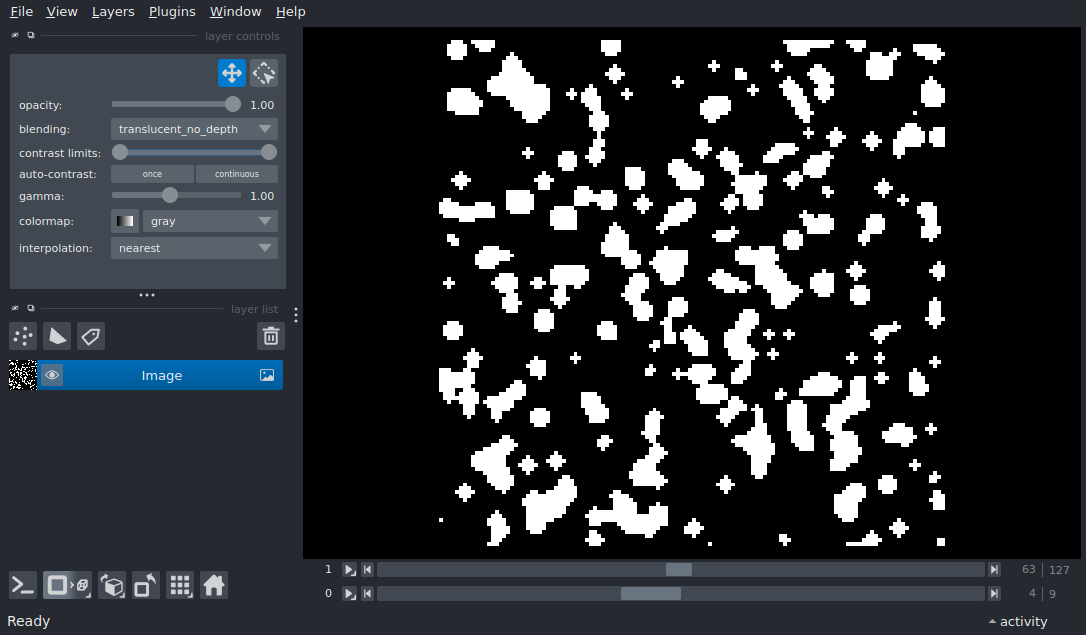 File View Layers Plugins Window Help
layer controls
opacity: 1.00
blending: translucent_no_depth
contrast limits:
auto-contrast: once continuous
gamma: 1.00
colormap: gray
interpolation: nearest
layer list
Image
1 63 127
0 4 9
Ready activity